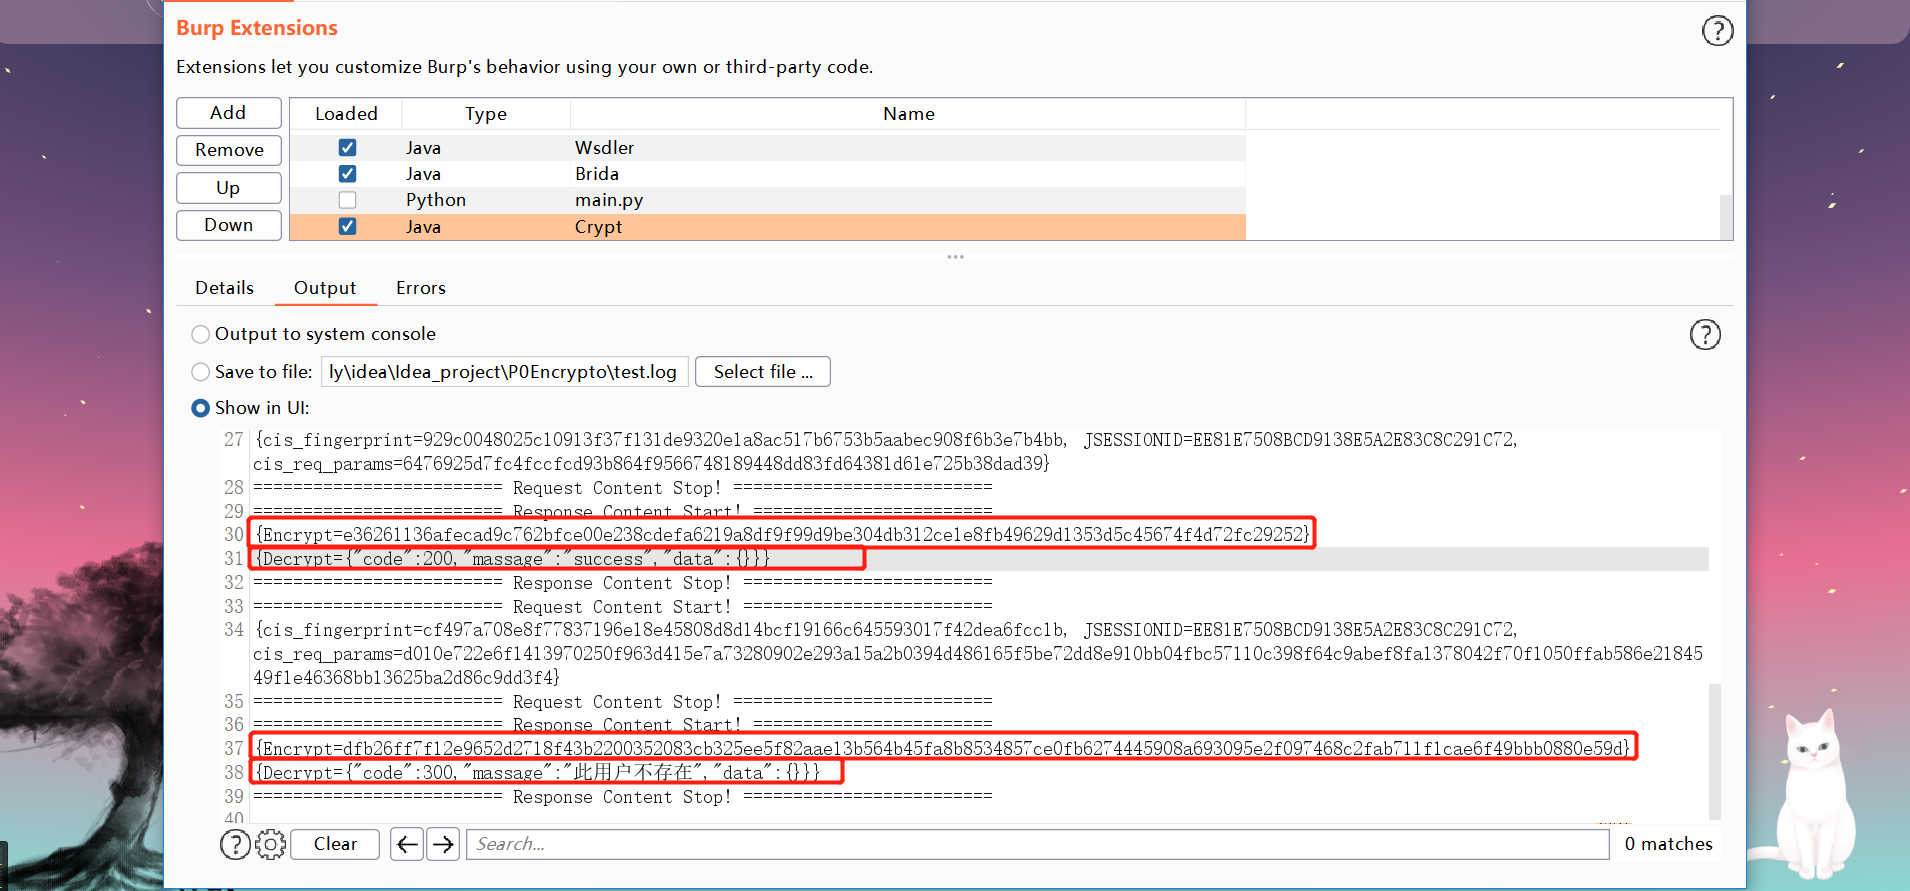 Burp Extensions
Extensions let you customize Burp's behavior using your own or third-party code.
Add
Remove
Up
Down
Loaded Type Name
Java Wsdler
Java Brida
Python main.py
Java Crypt
Details Output Errors
Output to system console
Save to file: ly\idea\Idea_project\P0Encrypto\test.log Select file ...
Show in UI:
27 {cis_fingerprint=929c0048025c10913f37f131de9320e1a8ac517b6753b5aabec908f6b3e7b4bb, JSESSIONID=EE81E7508BCD9138E5A2E83C8C291C72,
cis_req_params=6476925d7fc4fccfcd93b864f9566748189448dd83fd64381d61e725b38dad39}
28 ========================= Request Content Stop! ==========================
29 ========================= Response Content Start! ========================
30 {Encrypt=e36261136afecad9c762bfce00e238cdefa6219a8df9f99d9be304db312ce1e8fb49629d1353d5c45674f4d72fc29252}
31 {Decrypt={"code":200,"massage":"success","data":{}}}
32 ========================= Response Content Stop! =========================
33 ========================= Request Content Start! =========================
34 {cis_fingerprint=cf497a708e8f77837196e18e45808d8d14bcf19166c645593017f42dea6fcc1b, JSESSIONID=EE81E7508BCD9138E5A2E83C8C291C72,
cis_req_params=d010e722e6f1413970250f963d415e7a73280902e293a15a2b0394d486165f5be72dd8e910bb04fbc57110c398f64c9abef8fa1378042f70f1050ffab586e21845
49f1e46368bb13625ba2d86c9dd3f4}
35 ========================= Request Content Stop! ==========================
36 ========================= Response Content Start! ========================
37 {Encrypt=dfb26ff7f12e9652d2718f43b2200352083cb325ee5f82aae13b564b45fa8b8534857ce0fb6274445908a693095e2f097468c2fab711f1cae6f49bbb0880e59d}
38 {Decrypt={"code":300,"massage":"此用户不存在","data":{}}}
39 ========================= Response Content Stop! =========================
40
Clear Search... 0 matches